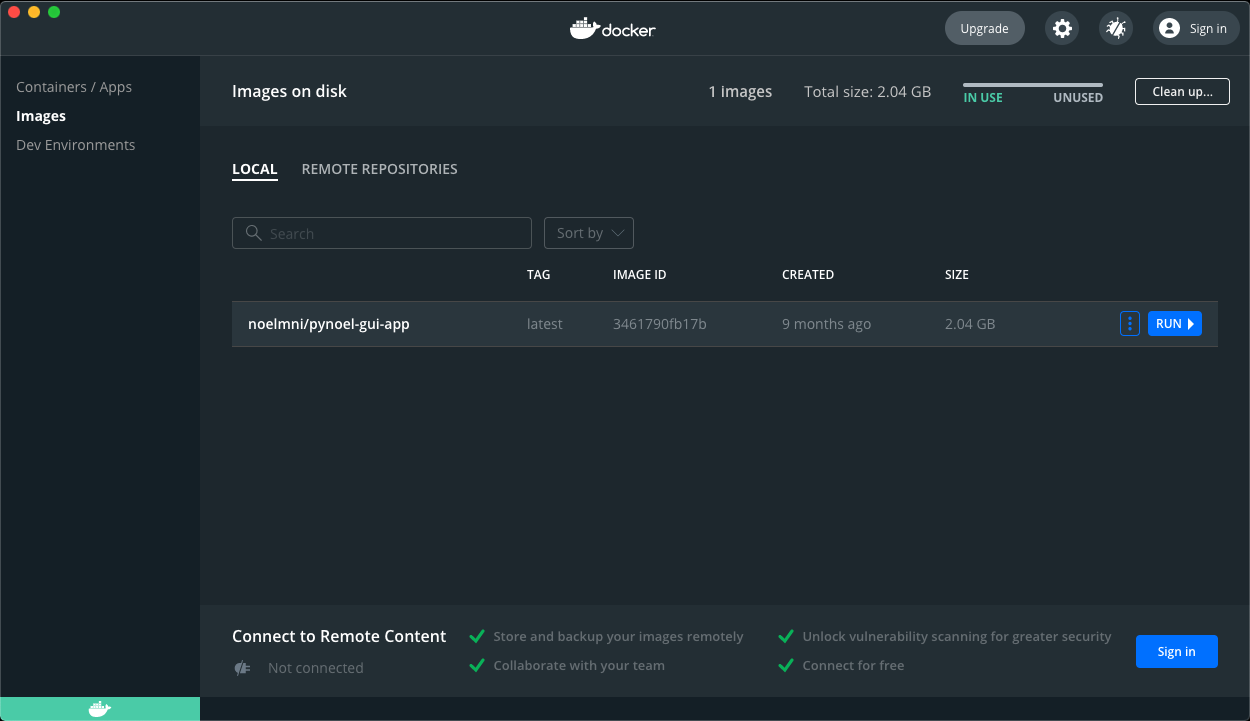 docker
Upgrade
Sign in
Containers / Apps
Images
Dev Environments
Images on disk
1 images
Total size: 2.04 GB
IN USE
UNUSED
Clean up...
LOCAL
REMOTE REPOSITORIES
Search
Sort by
TAG IMAGE ID CREATED SIZE
noelmni/pynoel-gui-app latest 3461790fb17b 9 months ago 2.04 GB RUN
Connect to Remote Content
Not connected
Store and backup your images remotely
Collaborate with your team
Unlock vulnerability scanning for greater security
Connect for free
Sign in